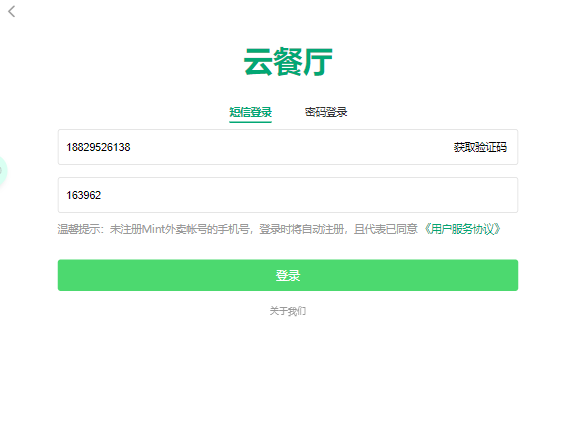 云餐厅
短信登录 密码登录
18829526138 获取验证码
163962
温馨提示：未注册Mint外卖帐号的手机号，登录时将自动注册，且代表已同意《用户服务协议》
登录
关于我们